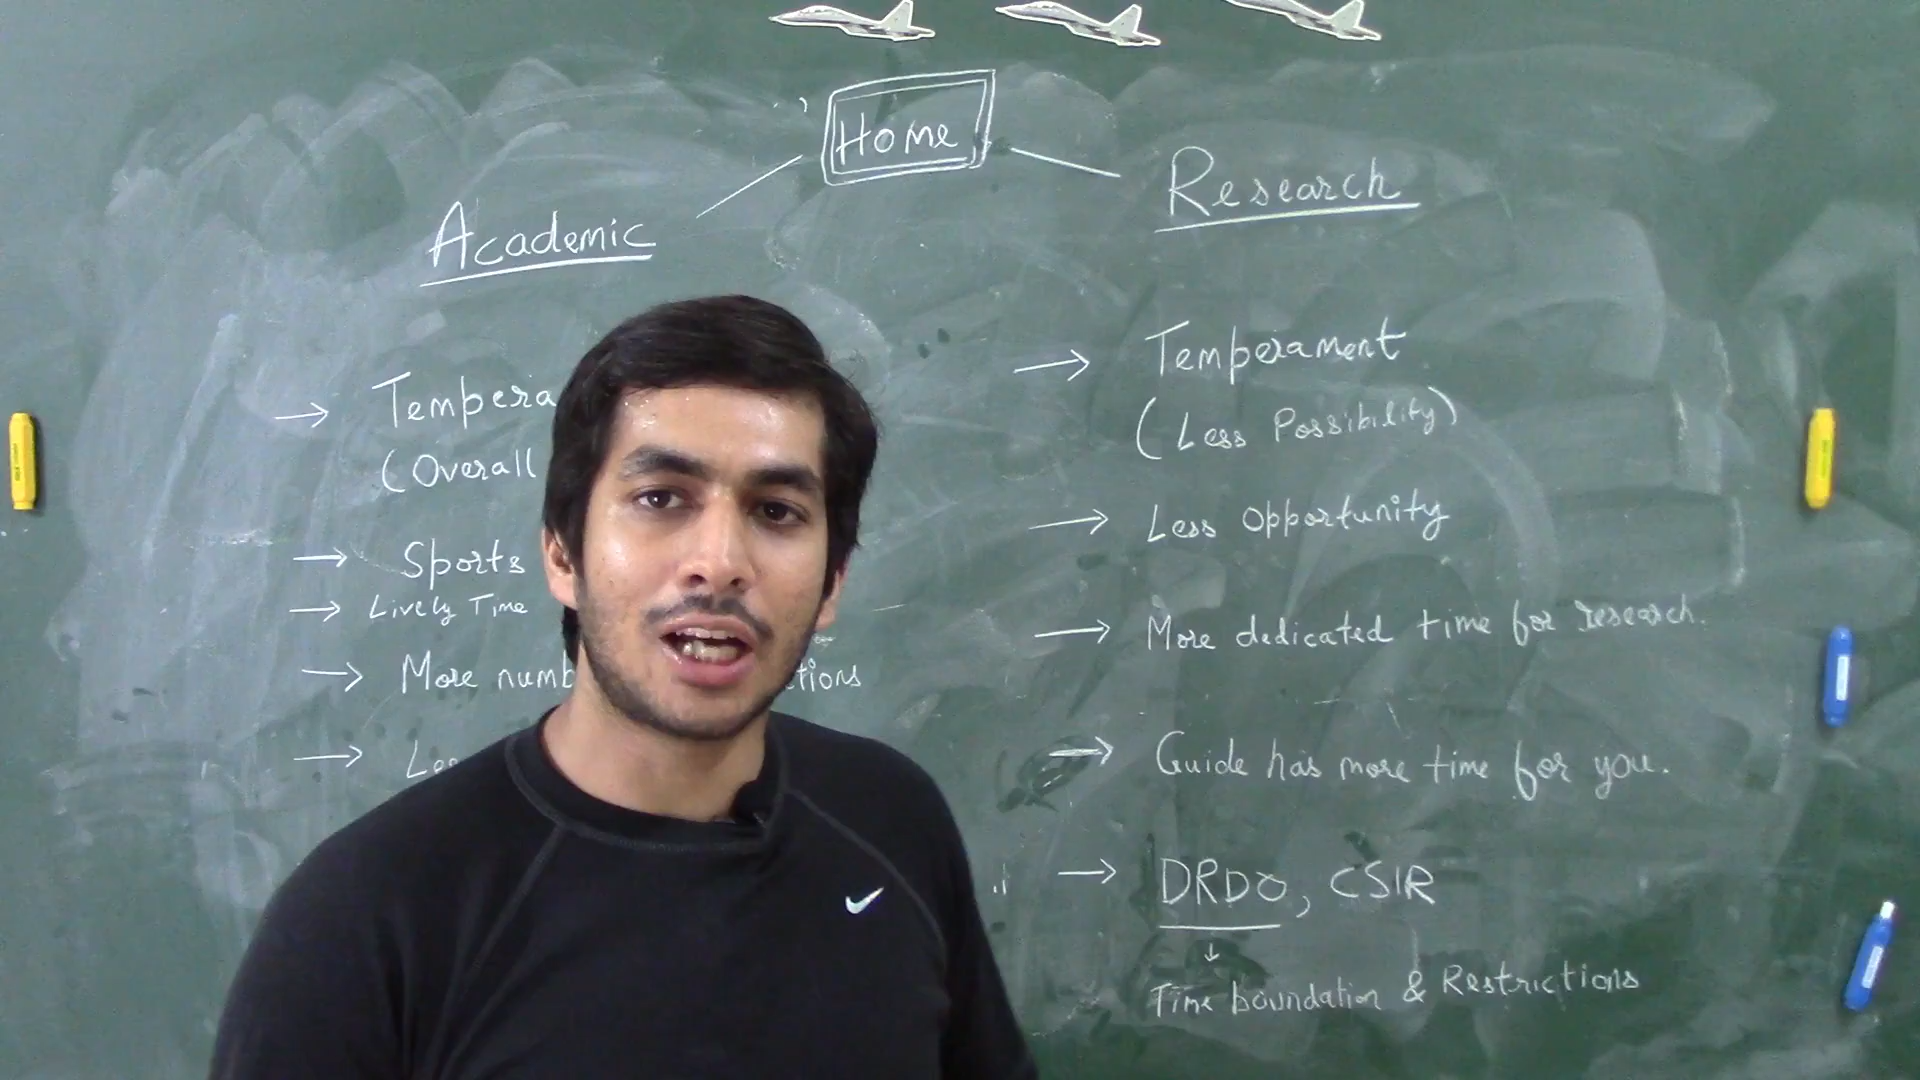 Home
Academic
Tempera
(Overall
Sports
Lively Time
More numb tions
Research
Temperament
(Less Possibility)
Less Opportunity
More dedicated time for research.
Guide has more time for you.
DRDO, CSIR
Time boundation & Restrictions